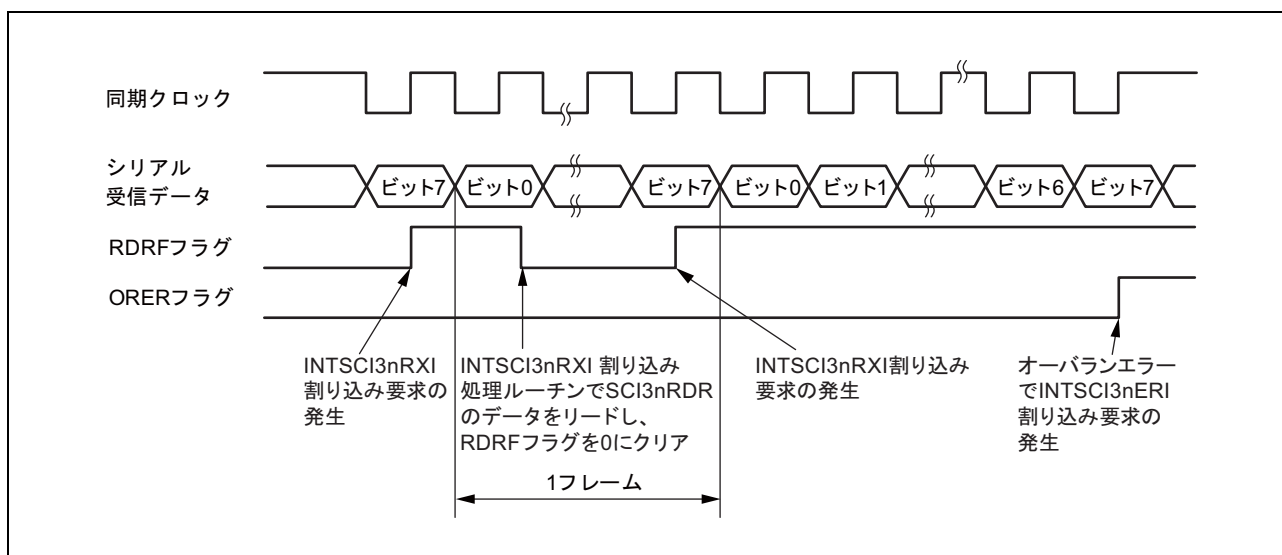 同期クロック
シリアル
受信データ
ビット7 ビット0 ビット7 ビット0 ビット1 ビット6 ビット7
RDRFフラグ
ORERフラグ
INTSCI3nRXI
割り込み要求の
発生
INTSCI3nRXI 割り込み
処理ルーチンでSCI3nRDR
のデータをリードし、
RDRFフラグを0にクリア
INTSCI3nRXI割り込み
要求の発生
オーバランエラー
でINTSCI3nERI
割り込み要求の
発生
1フレーム